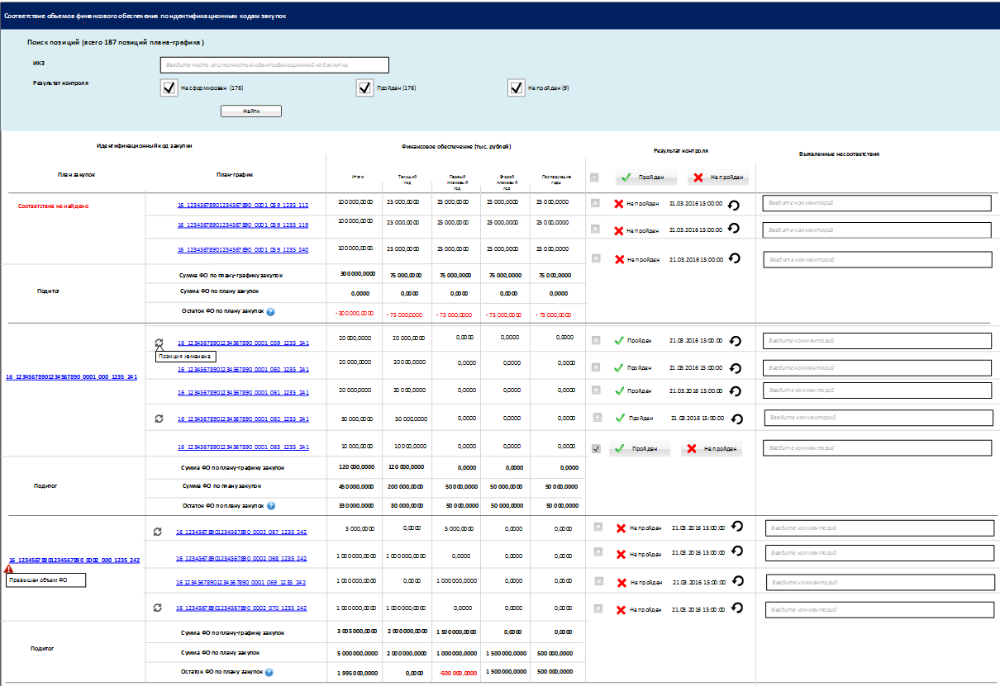 Соответствие объемов финансового обеспечения по идентификационным кодам закупок
Поиск позиций (всего 187 позиций плана-графика )
ИКЗ
Введите часть или полностью идентификационный код закупки
Результат контроля
Не сформирован (176)
Пройден (176)
Не пройден (9)
Найти
Идентификационный код закупки
Финансовое обеспечение (тыс. рублей)
Результат контроля
Выявленные несоответствия
План закупок
План-график
Итого
Текущий год
Первый плановый год
Второй плановый год
Последующие годы
Пройден
Не пройден
Соответствие не найдено
16_12345678901234567890_0001_059_1235_112 100 000,0000 25 000,0000 25 000,0000 25 000,0000 25 000,0000 Не пройден 21.03.2016 15:00:00 Введите комментарий
16_12345678901234567890_0001_059_1235_119 100 000,0000 25 000,0000 25 000,0000 25 000,0000 25 000,0000 Не пройден 21.03.2016 15:00:00 Введите комментарий
16_12345678901234567890_0001_059_1235_240 100 000,0000 25 000,0000 25 000,0000 25 000,0000 25 000,0000 Не пройден 21.03.2016 15:00:00 Введите комментарий
Подитог
Сумма ФО по плану-графику закупок 300 000,0000 75 000,0000 75 000,0000 75 000,0000 75 000,0000
Сумма ФО по плану закупок 0,0000 0,0000 0,0000 0,0000 0,0000
Остаток ФО по плану закупок ? - 300 000,0000 - 75 000,0000 - 75 000,0000 - 75 000,0000 - 75 000,0000
16_12345678901234567890_0001_000_1235_241
16_12345678901234567890_0001_059_1235_241 20 000,0000 20 000,0000 0,0000 0,0000 0,0000 Пройден 21.03.2016 15:00:00 Введите комментарий
Позиция изменена
16_12345678901234567890_0001_060_1235_241 20 000,0000 20 000,0000 0,0000 0,0000 0,0000 Пройден 21.03.2016 15:00:00 Введите комментарий
16_12345678901234567890_0001_061_1235_241 20 000,0000 20 000,0000 0,0000 0,0000 0,0000 Пройден 21.03.2016 15:00:00 Введите комментарий
16_12345678901234567890_0001_062_1235_241 50 000,0000 50 000,0000 0,0000 0,0000 0,0000 Пройден 21.03.2016 15:00:00 Введите комментарий
16_12345678901234567890_0001_063_1235_241 10 000,0000 10 000,0000 0,0000 0,0000 0,0000 Пройден Не пройден Введите комментарий
Подитог
Сумма ФО по плану-графику закупок 120 000,0000 120 000,0000 0,0000 0,0000 0,0000
Сумма ФО по плану закупок 450 000,0000 200 000,0000 50 000,0000 50 000,0000 50 000,0000
Остаток ФО по плану закупок ? 330 000,0000 80 000,0000 50 000,0000 50 000,0000 50 000,0000
16_12345678901234567890_0002_000_1235_242
Превышен объем ФО
16_12345678901234567890_0002_067_1235_242 5 000,0000 0,0000 5 000,0000 0,0000 0,0000 Не пройден 21.03.2016 15:00:00 Введите комментарий
16_12345678901234567890_0002_068_1235_242 1 000 000,0000 1 000 000,0000 0,0000 0,0000 0,0000 Не пройден 21.03.2016 15:00:00 Введите комментарий
16 12345678901234567890_0001_069_1235_242 1 000 000,0000 0,0000 1 000 000,0000 0,0000 0,0000 Не пройден 21.03.2016 15:00:00 Введите комментарий
16_12345678901234567890_0002_070_1235_242 1 000 000,0000 1 000 000,0000 0,0000 0,0000 0,0000 Не пройден 21.03.2016 15:00:00 Введите комментарий
Подитог
Сумма ФО по плану-графику закупок 3 005 000,0000 2 000 000,0000 1 500 000,0000 0,0000 0,0000
Сумма ФО по плану закупок 5 000 000,0000 2 000 000,0000 1 000 000,0000 1 500 000,0000 500 000,0000
Остаток ФО по плану закупок ? 1 995 000,0000 0,0000 -500 000,0000 1 500 000,0000 500 000,0000